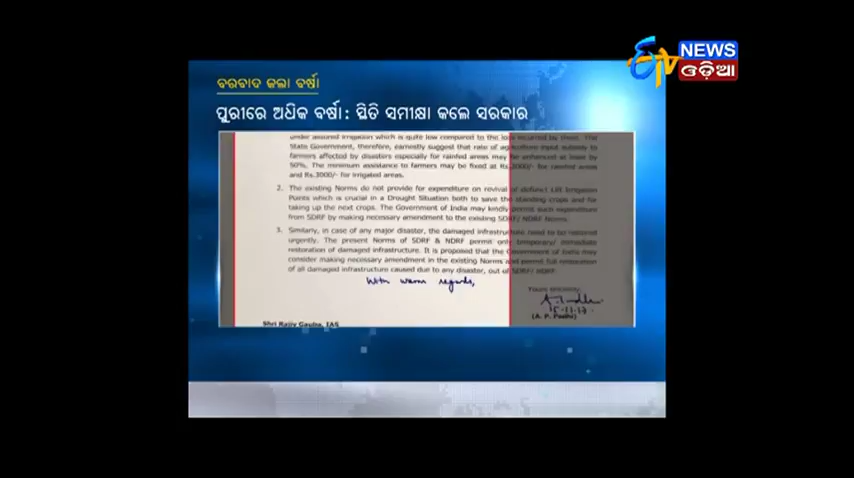 ETV NEWS
ଓଡ଼ିଆ
ବରବାଦ କଲା ବର୍ଷା
ପୁରୀରେ ଅଧିକ ବର୍ଷା : ସ୍ଥିତି ସମୀକ୍ଷା କଲେ ସରକାର
under assured irrigation which is quite low compared to the loss incurred by them. The
State Government, therefore, earnestly suggest that rate of agriculture input subsidy to
farmers affected by disasters especially for rainfed areas may be enhanced at least by
50%. The minimum assistance to farmers may be fixed at Rs.2000/- for rainfed areas
and Rs.3000/- for irrigated areas.
2. The existing Norms do not provide for expenditure on revival of defunct Lift Irrigation
Points which is crucial in a Drought Situation both to save the standing crops and for
taking up the next crops. The Government of India may kindly permit such expenditure
from SDRF by making necessary amendment to the existing SDRF/ NDRF Norms.
3. Similarly, in case of any major disaster, the damaged infrastructure need to be restored
urgently. The present Norms of SDRF & NDRF permit only temporary/ immediate
restoration of damaged infrastructure. It is proposed that the Government of India may
consider making necessary amendment in the existing Norms and permit full restoration
of all damaged infrastructure caused due to any disaster, out of SDRF/ NDRF.
With warm regards,
Yours sincerely,
15-11-17
(A. P. Padhi)
Shri Rajiv Gauba, IAS